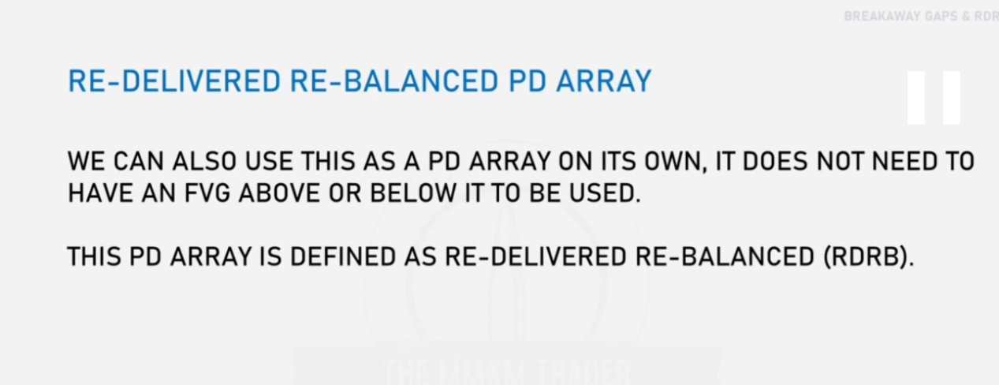 BREAKAWAY GAPS & RDR
RE-DELIVERED RE-BALANCED PD ARRAY
WE CAN ALSO USE THIS AS A PD ARRAY ON ITS OWN, IT DOES NOT NEED TO
HAVE AN FVG ABOVE OR BELOW IT TO BE USED.
THIS PD ARRAY IS DEFINED AS RE-DELIVERED RE-BALANCED (RDRB).
THE MMXM TRADER